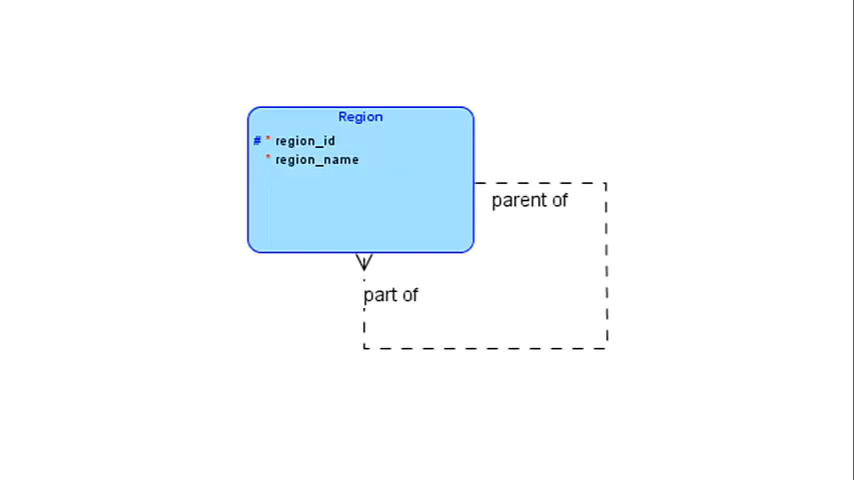 Region
# * region_id
* region_name
parent of
part of